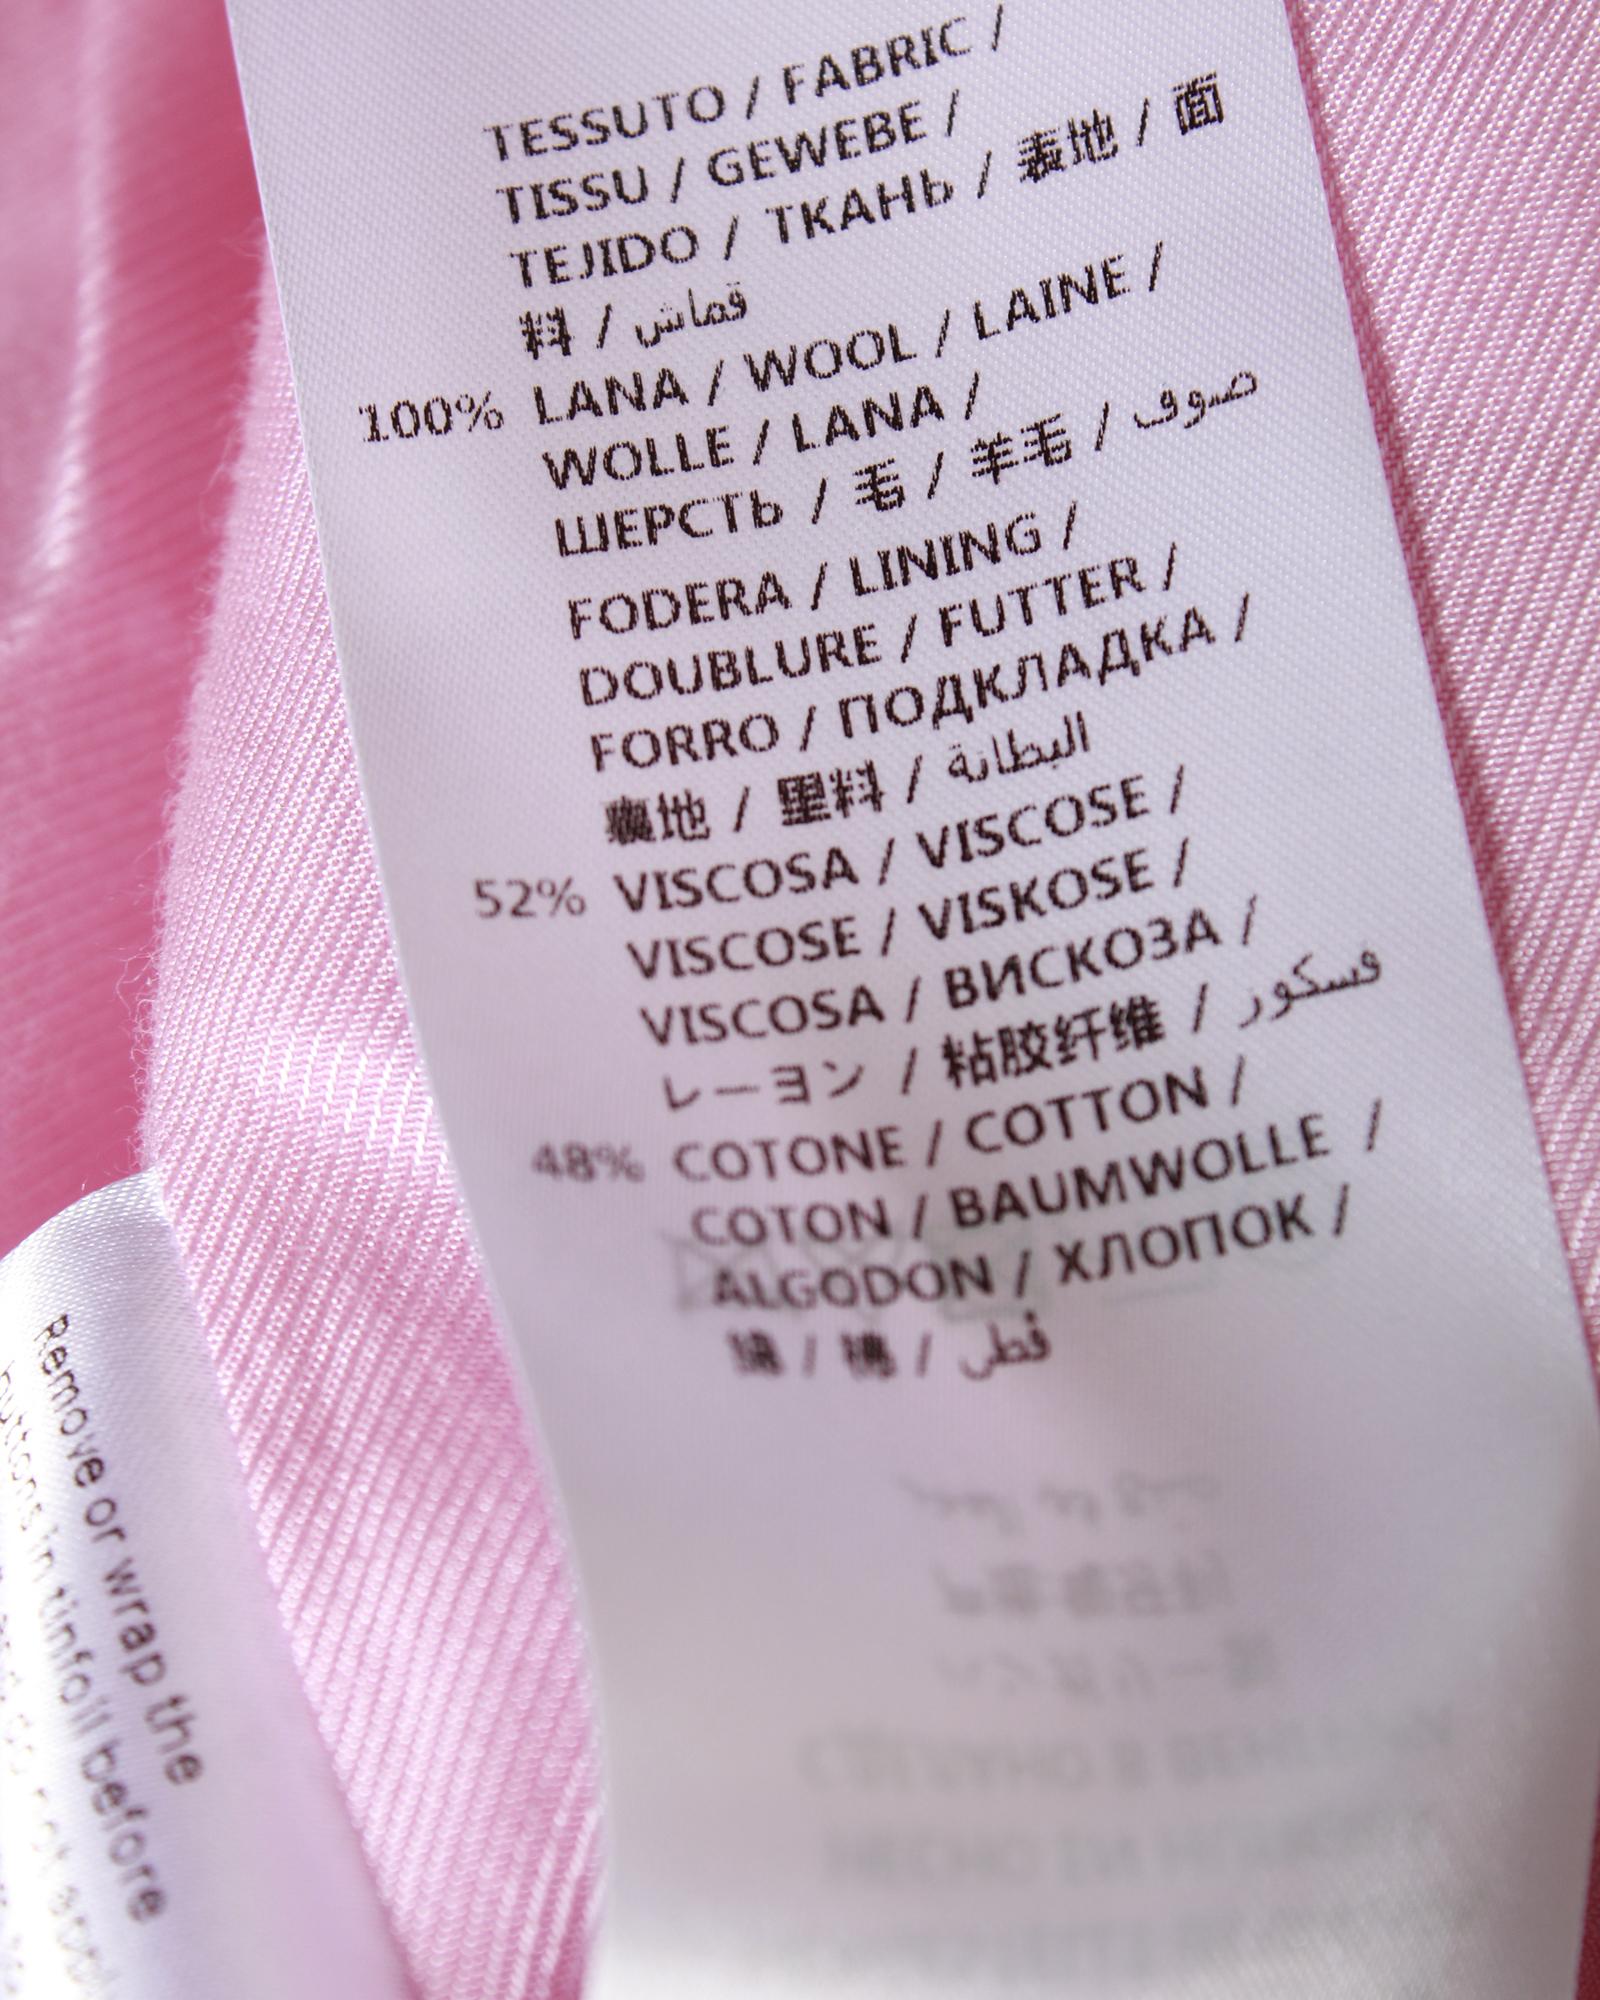 TESSUTO / FABRIC /
TISSU / GEWEBE /
TEJIDO / ТКАНЬ / 表地 / 面
料 / قماش
100% LANA / WOOL / LAINE /
WOLLE / LANA /
ШЕРСТЬ / 毛 / 羊毛 / صوف
FODERA / LINING /
DOUBLURE / FUTTER /
FORRO / ПОДКЛАДКА /
裏地 / 里料 / البطانة
52% VISCOSA / VISCOSE /
VISCOSE / VISKOSE /
VISCOSA / ВИСКОЗА /
レーヨン / 粘胶纤维 / فسكوز
48% COTONE / COTTON /
COTON / BAUMWOLLE /
ALGODON / ХЛОПОК /
綿 / 棉 / قطن
Remove or wrap the
buttons in tinfoil before